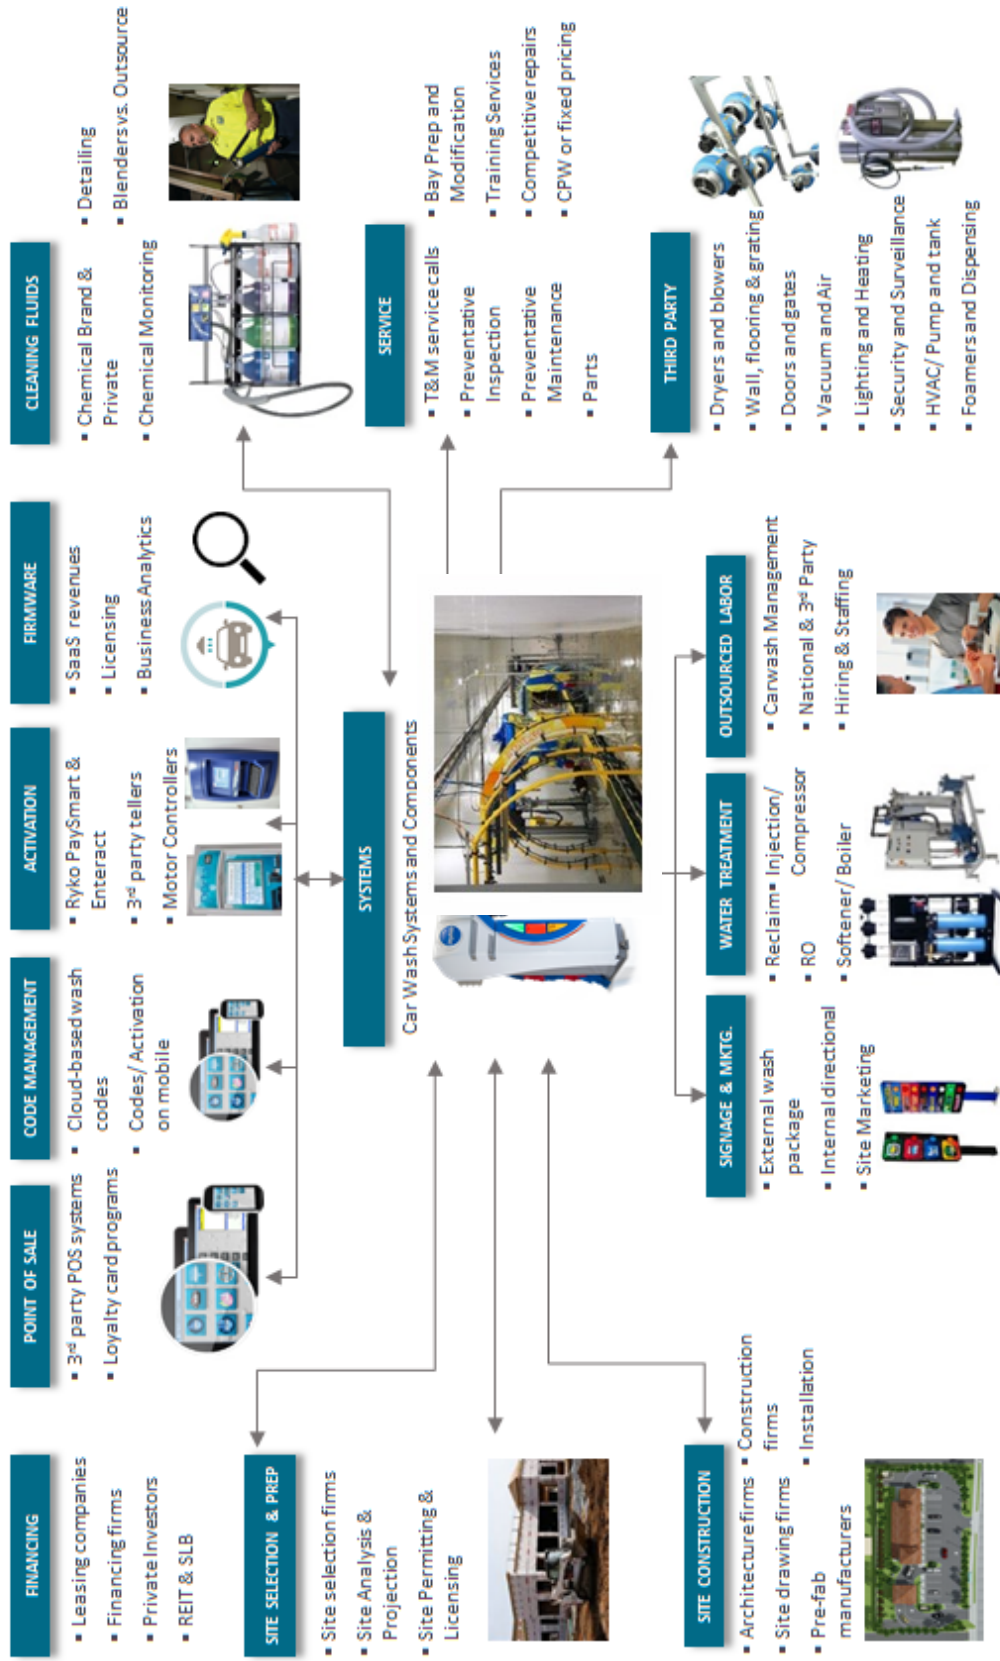 FINANCING
▪ Leasing companies
▪ Financing firms
▪ Private Investors
▪ REIT & SLB
POINT OF SALE
▪ 3rd party POS systems
▪ Loyalty card programs
CODE MANAGEMENT
▪ Cloud-based wash
codes
▪ Codes/ Activation
on mobile
ACTIVATION
▪ Ryko PaySmart &
Enteract
▪ 3rd party tellers
▪ Motor Controllers
FIRMWARE
▪ SaaS revenues
▪ Licensing
▪ Business Analytics
CLEANING FLUIDS
▪ Chemical Brand &
Private
▪ Chemical Monitoring
▪ Detailing
▪ Blenders vs. Outsource
SITE SELECTION & PREP
▪ Site selection firms
▪ Site Analysis &
Projection
▪ Site Permitting &
Licensing
SYSTEMS
Car Wash Systems and Components
SERVICE
▪ T&M service calls
▪ Preventative
Inspection
▪ Preventative
Maintenance
▪ Parts
▪ Bay Prep and
Modification
▪ Training Services
▪ Competitive repairs
▪ CPW or fixed pricing
SITE CONSTRUCTION
▪ Architecture firms
▪ Site drawing firms
▪ Pre-fab
manufacturers
▪ Construction
firms
▪ Installation
SIGNAGE & MKTG.
▪ External wash
package
▪ Internal directional
▪ Site Marketing
WATER TREATMENT
▪ Reclaim
▪ RO
▪ Softener/ Boiler
▪ Injection/
Compressor
OUTSOURCED LABOR
▪ Carwash Management
▪ National & 3rd Party
▪ Hiring & Staffing
THIRD PARTY
▪ Dryers and blowers
▪ Wall, flooring & grating
▪ Doors and gates
▪ Vacuum and Air
▪ Lighting and Heating
▪ Security and Surveillance
▪ HVAC/ Pump and tank
▪ Foamers and Dispensing